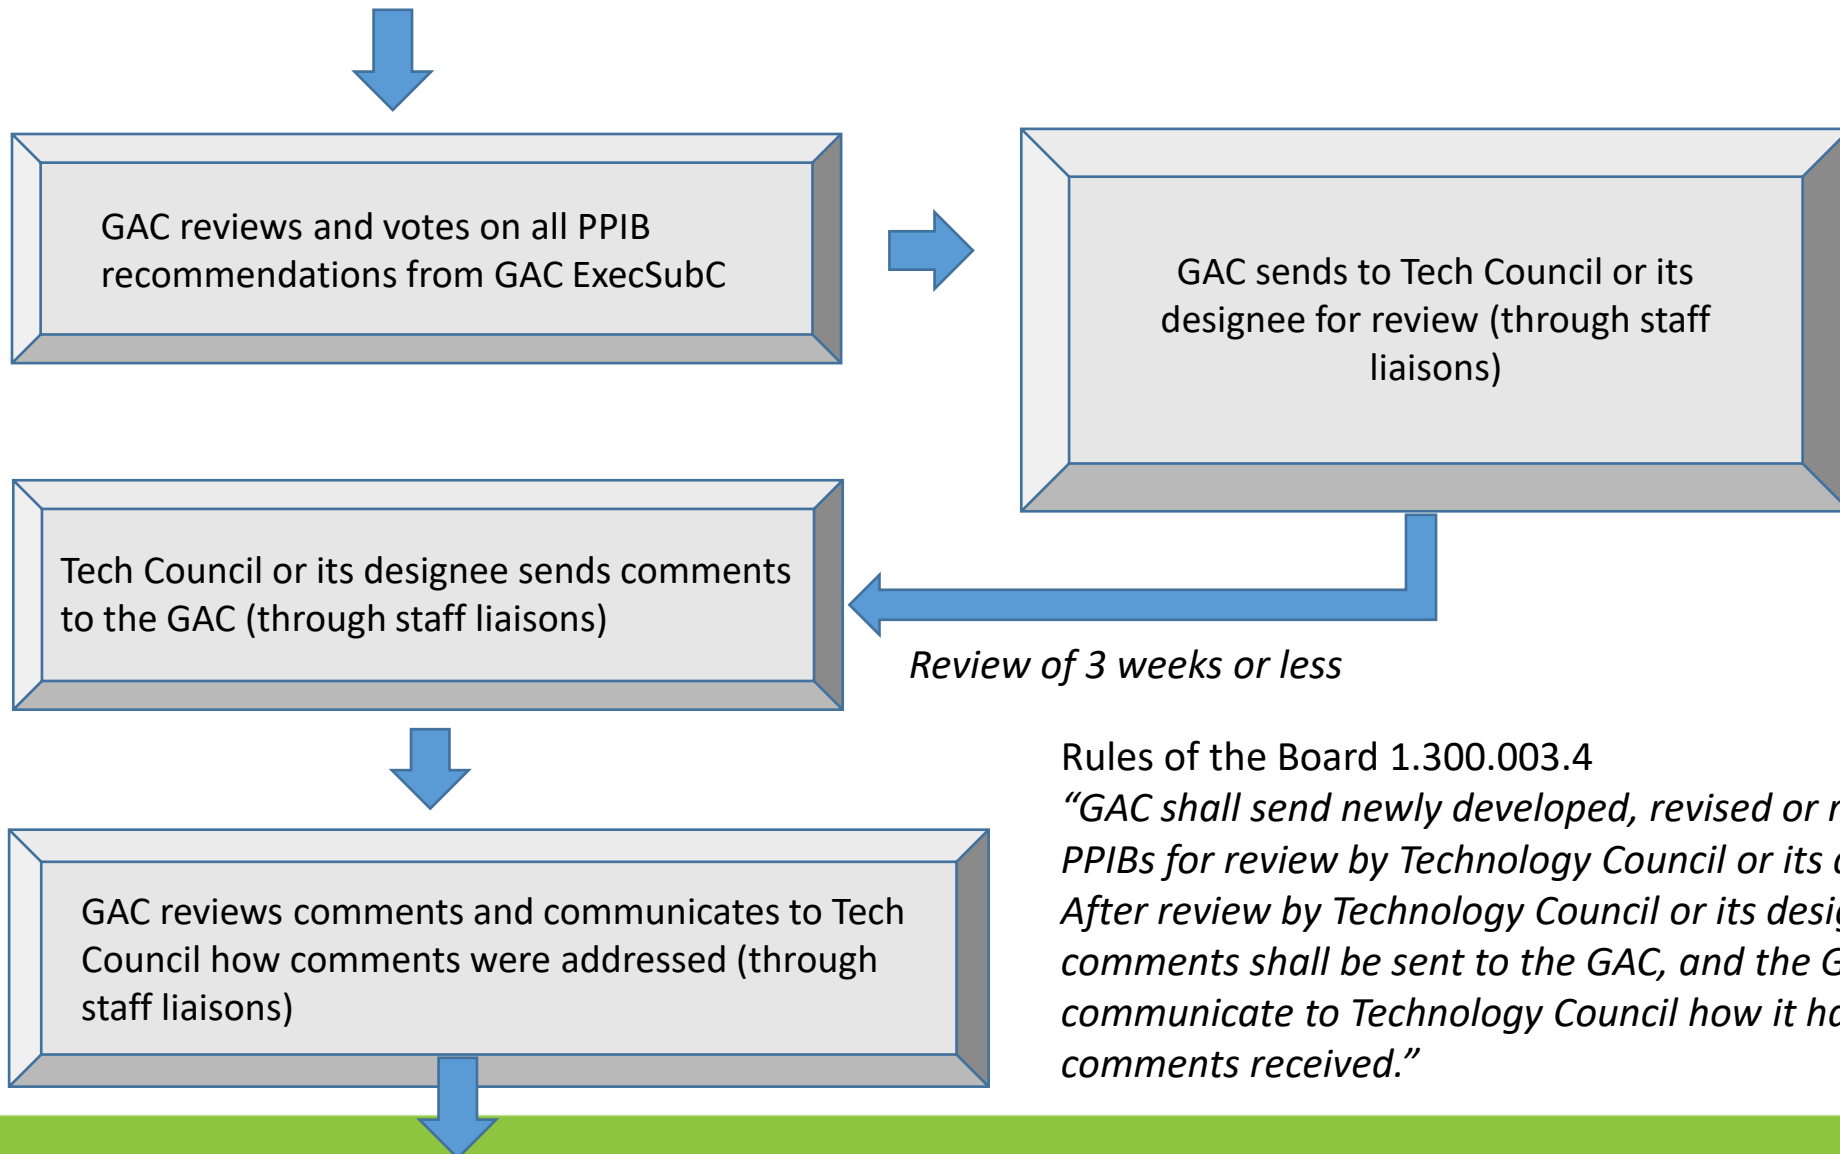 GAC reviews and votes on all PPIB
recommendations from GAC ExecSubC
GAC sends to Tech Council or its
designee for review (through staff
liaisons)
Tech Council or its designee sends comments
to the GAC (through staff liaisons)
Review of 3 weeks or less
GAC reviews comments and communicates to Tech
Council how comments were addressed (through
staff liaisons)
Rules of the Board 1.300.003.4
“GAC shall send newly developed, revised or
PPIBs for review by Technology Council or its
After review by Technology Council or its
comments shall be sent to the GAC, and the
communicate to Technology Council how it
comments received.”